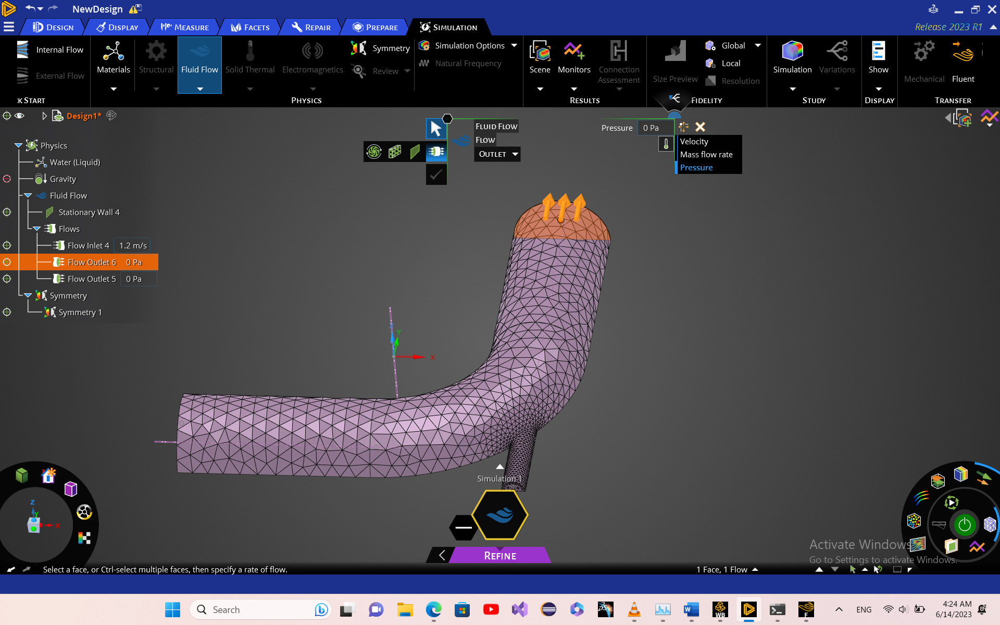 NewDesign
Design
Display
Measure
Facets
Repair
Prepare
Simulation
Release 2023 R1
Internal Flow
External Flow
Materials
Structural
Fluid Flow
Solid Thermal
Electromagnetics
Symmetry
Review
Simulation Options
Natural Frequency
Scene
Monitors
Connection
Assessment
Size Preview
Global
Local
Resolution
Simulation
Variations
Show
Mechanical
Fluent
K Start
Physics
Results
Fidelity
Study
Display
Transfer
Design1*
Physics
Water (Liquid)
Gravity
Fluid Flow
Stationary Wall 4
Flows
Flow Inlet 4 1.2 m/s
Flow Outlet 6 0 Pa
Flow Outlet 5 0 Pa
Symmetry
Symmetry 1
Fluid Flow
Flow
Outlet
Pressure 0 Pa
Velocity
Mass flow rate
Pressure
Y
X
Simulation 1
Z
Y
X
Refine
Activate Windows
Go to Settings to activate Windows.
Select a face, or Ctrl-select multiple faces, then specify a rate of flow.
1 Face, 1 Flow
Search
W
WB
F
ENG
4:24 AM
6/14/2023